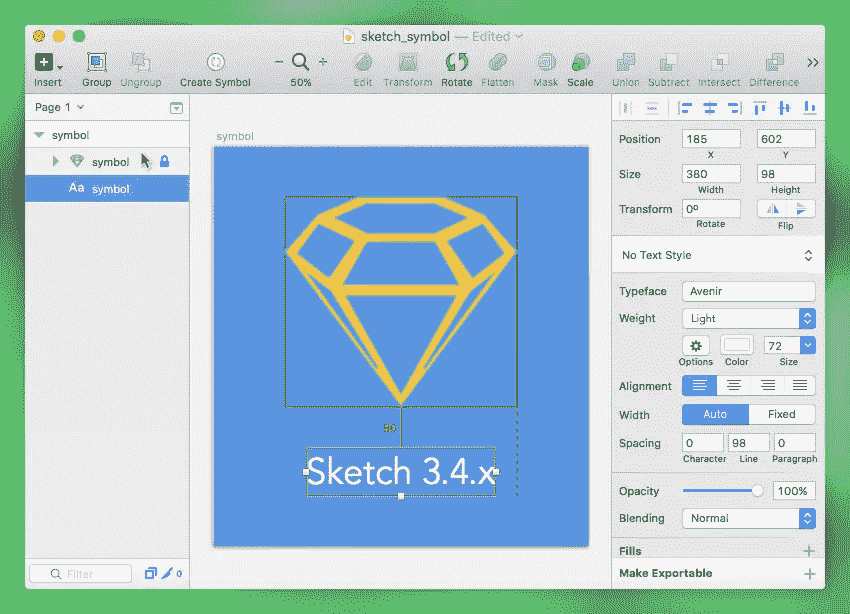 sketch_symbol — Edited
Insert
Group
Ungroup
Create Symbol
50%
Edit
Transform
Rotate
Flatten
Mask
Scale
Union
Subtract
Intersect
Difference
Page 1
symbol
symbol
Aa symbol
Filter
0
symbol
Sketch 3.4.x
Position 185 602
X Y
Size 380 98
Width Height
Transform 0º
Rotate Flip
No Text Style
Typeface Avenir
Weight Light
72
Options Color Size
Alignment
Width Auto Fixed
Spacing 0 98 0
Character Line Paragraph
Opacity 100%
Blending Normal
Fills
Make Exportable